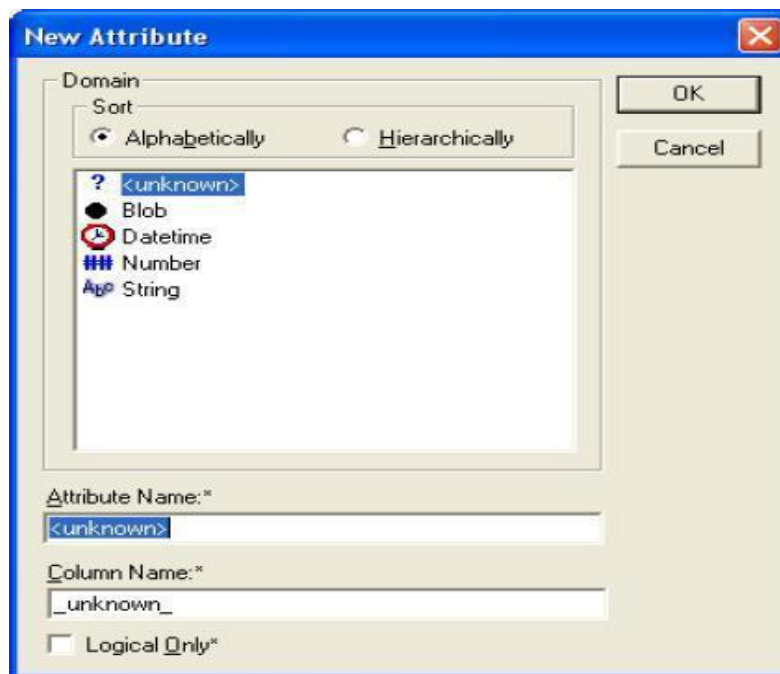 New Attribute
Domain
Sort
Alphabetically
Hierarchically
OK
Cancel
? <unknown>
Blob
Datetime
Number
Abc String
Attribute Name:*
<unknown>
Column Name:*
_unknown_
Logical Only*